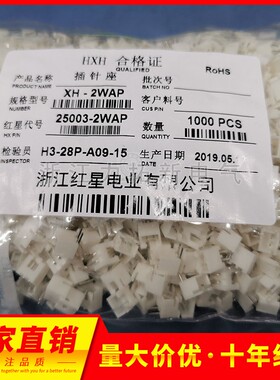 HXH 合格证
QUALIFIED
RoHS
产品名称 插针座
批次号
BATCH NO
规格型号 XH - 2WAP
客户料号
CUS P/N
红星代号 25003-2WAP
HX P/N
数量 1000 PCS
QUANTITY
检验员 H3-28P-A09-15
INSPECTOR
生产日期 2019.05.
浙江红星电业有限公司
家直销
量大价优·十年